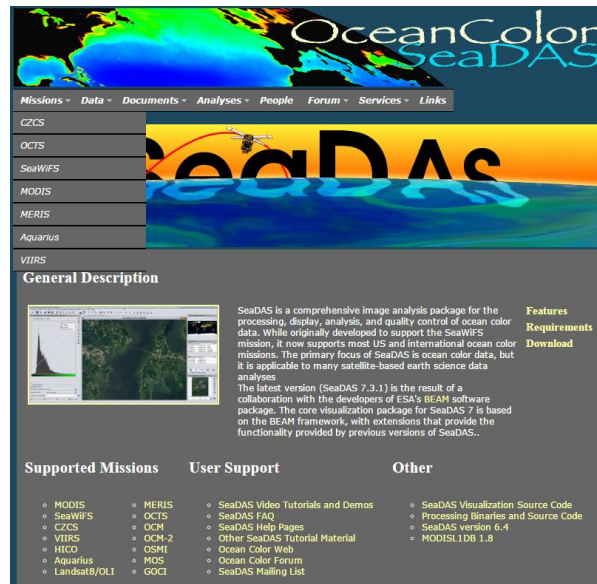 OceanColor
SeaDAS
Missions Data Documents Analyses People Forum Services Links
CZCS
OCTS
SeaWiFS
MODIS
MERIS
Aquarius
VIIRS
SeaDAS
General Description
SeaDAS is a comprehensive image analysis package for the
processing, display, analysis, and quality control of ocean color
data. While originally developed to support the SeaWiFS
mission, it now supports most US and international ocean color
missions. The primary focus of SeaDAS is ocean color data, but
it is applicable to many satellite-based earth science data
analyses
The latest version (SeaDAS 7.3.1) is the result of a
collaboration with the developers of ESA's BEAM software
package. The core visualization package for SeaDAS 7 is based
on the BEAM framework, with extensions that provide the
functionality provided by previous versions of SeaDAS..
Features
Requirements
Download
Supported Missions
MODIS
SeaWiFS
CZCS
VIIRS
HICO
Aquarius
Landsat8/OLI
MERIS
OCTS
OCM
OCM-2
OSMI
MOS
GOCI
User Support
SeaDAS Video Tutorials and Demos
SeaDAS FAQ
SeaDAS Help Pages
Other SeaDAS Tutorial Material
Ocean Color Web
Ocean Color Forum
SeaDAS Mailing List
Other
SeaDAS Visualization Source Code
Processing Binaries and Source Code
SeaDAS version 6.4
MODISL1DB 1.8